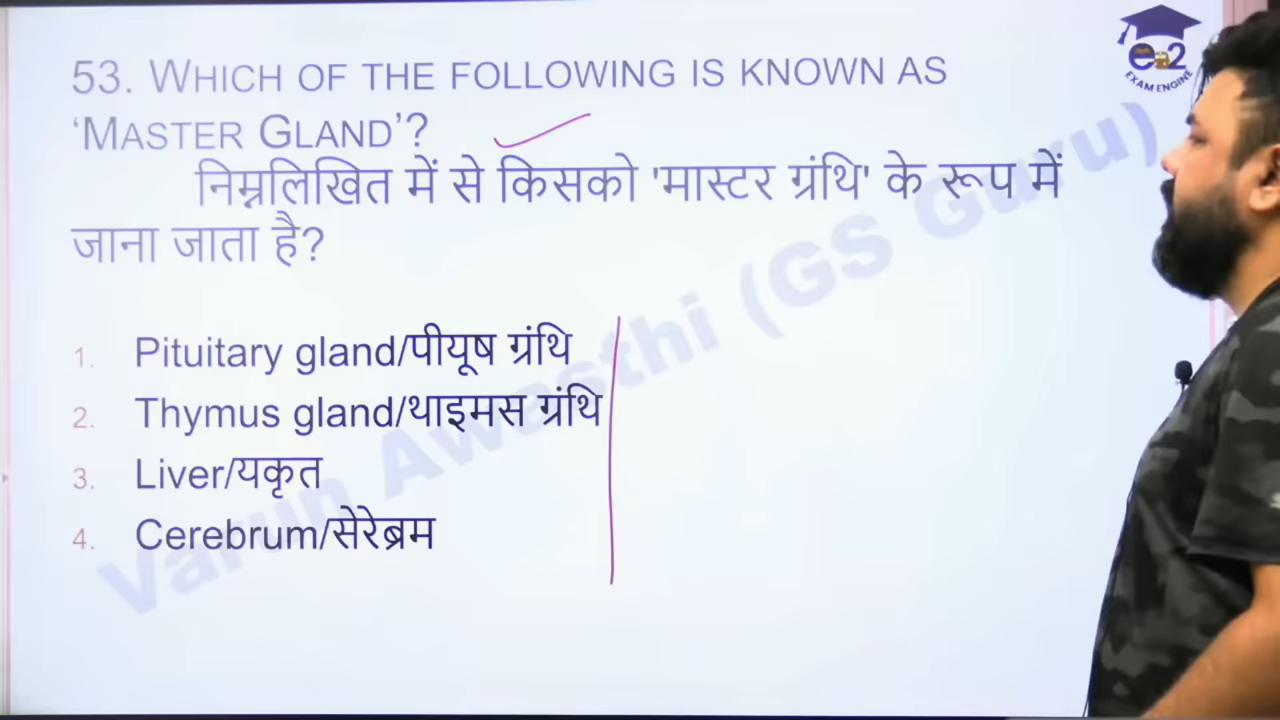 53. WHICH OF THE FOLLOWING IS KNOWN AS
‘MASTER GLAND’?
निम्नलिखित में से किसको 'मास्टर ग्रंथि' के रूप में
जाना जाता है?
1. Pituitary gland/पीयूष ग्रंथि
2. Thymus gland/थाइमस ग्रंथि
3. Liver/यकृत
4. Cerebrum/सेरेब्रम
Varun Awasthi (GS Guru)
e2
EXAM ENGINE